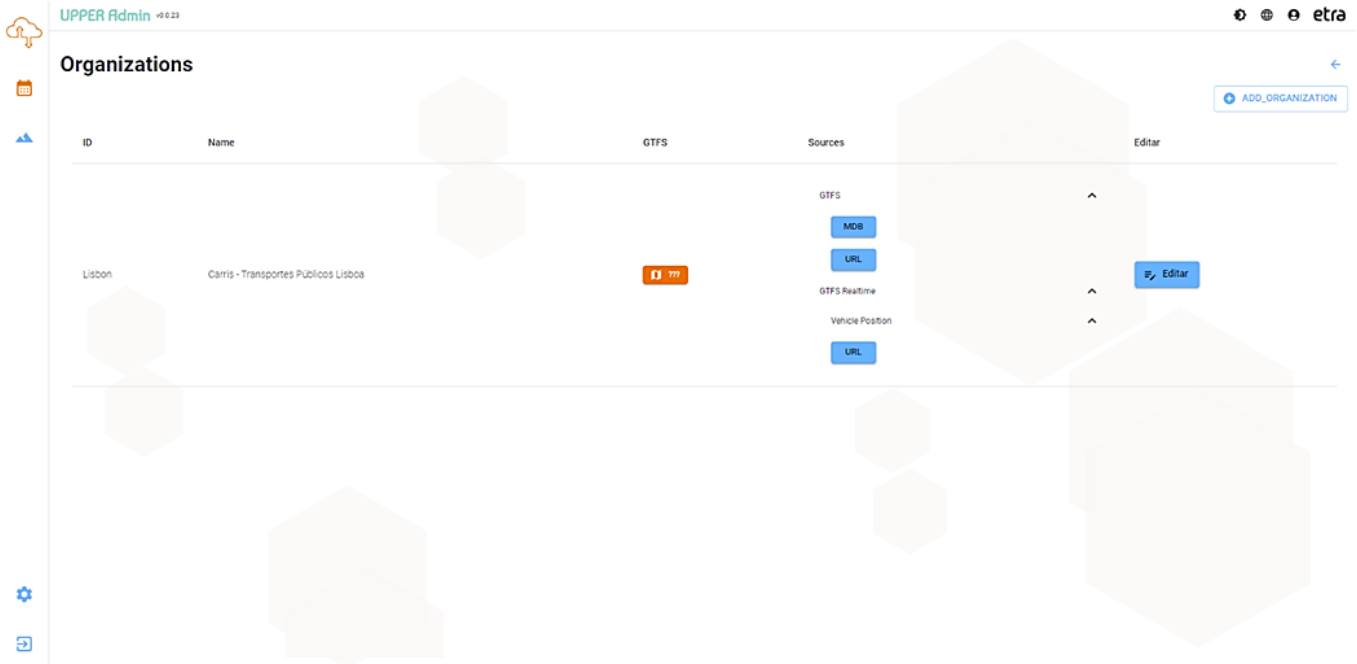 UPPER Admin v0.0.23
etra
Organizations
ADD_ORGANIZATION
ID Name GTFS Sources Editar
GTFS
MDB
URL
Lisbon Carris - Transportes Públicos Lisboa ??? Editar
GTFS Realtime
Vehicle Position
URL